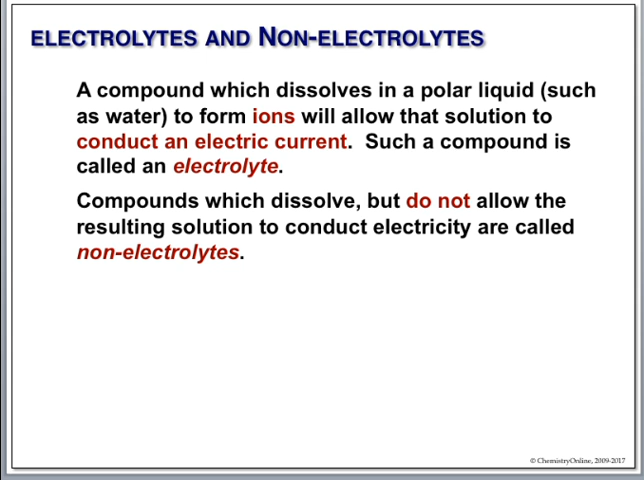 ELECTROLYTES AND NON-ELECTROLYTES
A compound which dissolves in a polar liquid (such
as water) to form ions will allow that solution to
conduct an electric current. Such a compound is
called an electrolyte.
Compounds which dissolve, but do not allow the
resulting solution to conduct electricity are called
non-electrolytes.
© ChemistryOnline, 2009-2017